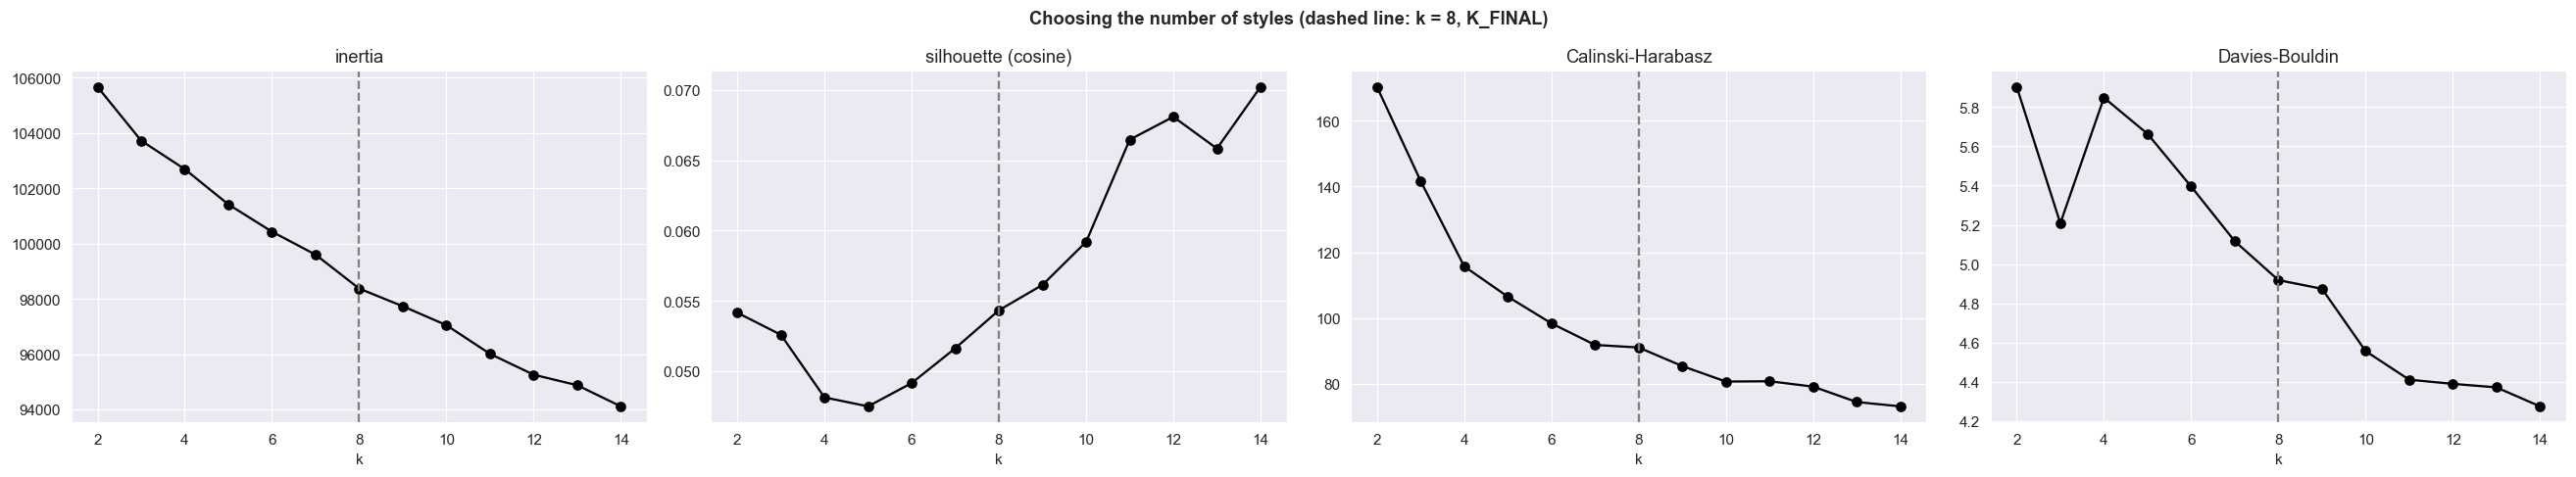 Choosing the number of styles (dashed line: k = 8, K_FINAL)
inertia
106000
104000
102000
100000
98000
96000
94000
2 4 6 8 10 12 14
k
silhouette (cosine)
0.070
0.065
0.060
0.055
0.050
2 4 6 8 10 12 14
k
Calinski-Harabasz
160
140
120
100
80
2 4 6 8 10 12 14
k
Davies-Bouldin
5.8
5.6
5.4
5.2
5.0
4.8
4.6
4.4
4.2
2 4 6 8 10 12 14
k